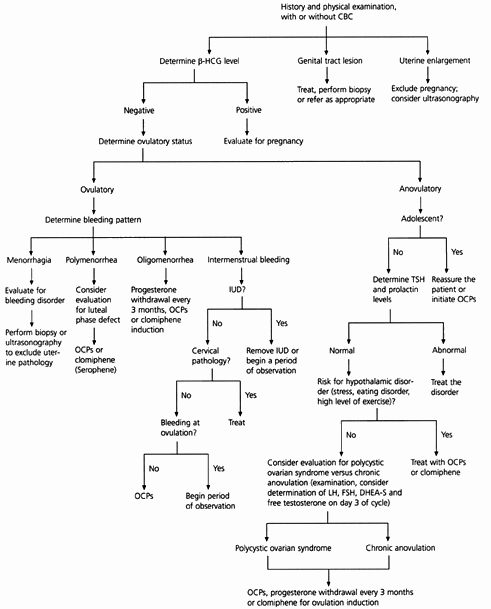 History and physical examination,
with or without CBC
Determine β-HCG level
Genital tract lesion
Uterine enlargement
Treat, perform biopsy
or refer as appropriate
Exclude pregnancy;
consider ultrasonography
Negative
Positive
Determine ovulatory status
Evaluate for pregnancy
Ovulatory
Anovulatory
Determine bleeding pattern
Adolescent?
Menorrhagia
Polymenorrhea
Oligomenorrhea
Intermenstrual bleeding
No
Yes
Evaluate for
bleeding disorder
Consider
evaluation
for luteal
phase defect
Progesterone
withdrawal every
3 months, OCPs
or clomiphene
induction
IUD?
Determine TSH
and prolactin
levels
Reassure the
patient or
initiate OCPs
Perform biopsy or
ultrasonography
to exclude uter-
ine pathology
OCPs or
clomiphene
(Serophene)
No
Yes
Cervical
pathology?
Remove IUD or
begin a period
of observation
Normal
Abnormal
Risk for hypothalamic disor-
der (stress, eating disorder,
high level of exercise)?
Treat the
disorder
No
Yes
Bleeding at
ovulation?
Treat
No
Yes
No
Yes
OCPs
Begin period
of observation
Consider evaluation for polycystic
ovarian syndrome versus chronic
anovulation (examination, consider
determination of LH, FSH, DHEA-S and
free testosterone on day 3 of cycle)
Treat with OCPs
or clomiphene
Polycystic ovarian syndrome
Chronic anovulation
OCPs, progesterone withdrawal every 3 months
or clomiphene for ovulation induction